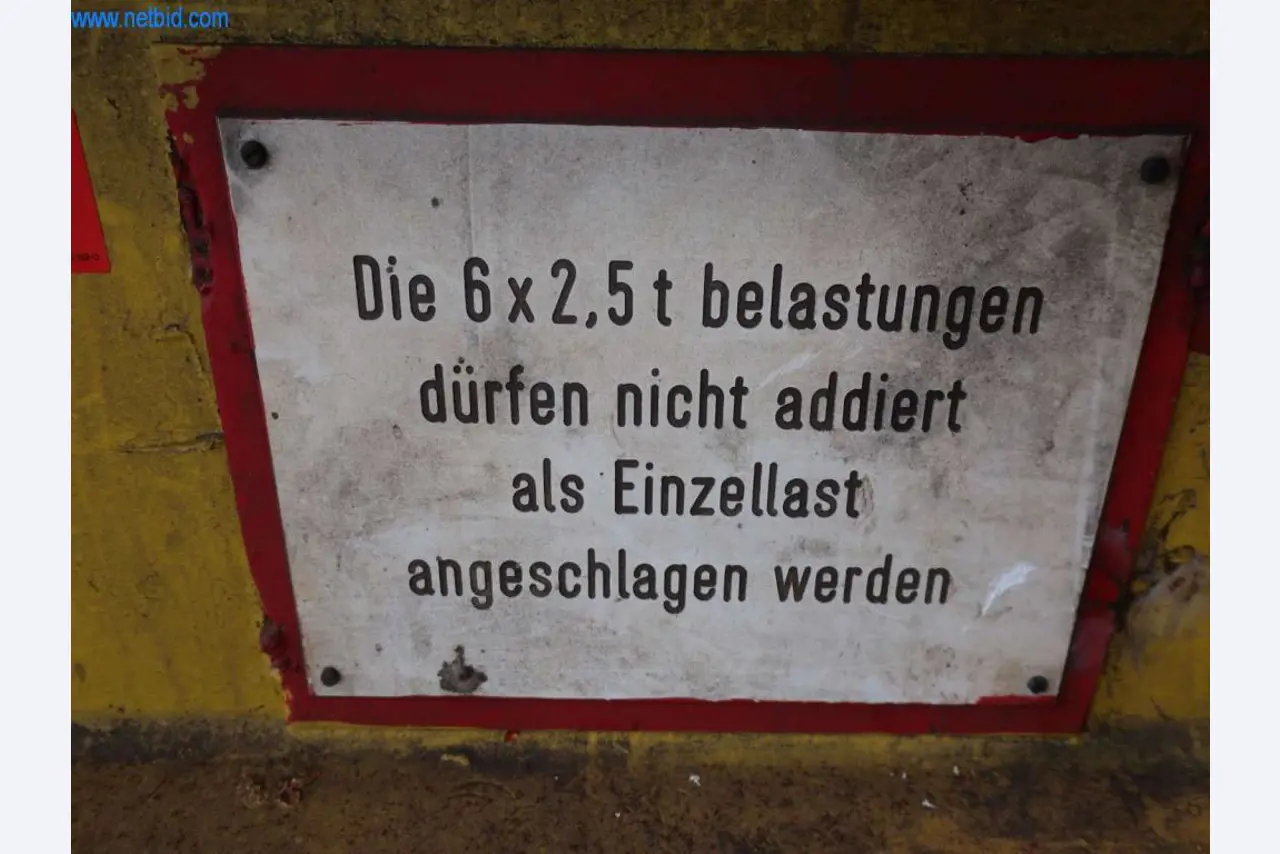 www.netbid.com
Die 6 x 2,5 t belastungen
dürfen nicht addiert
als Einzellast
angeschlagen werden